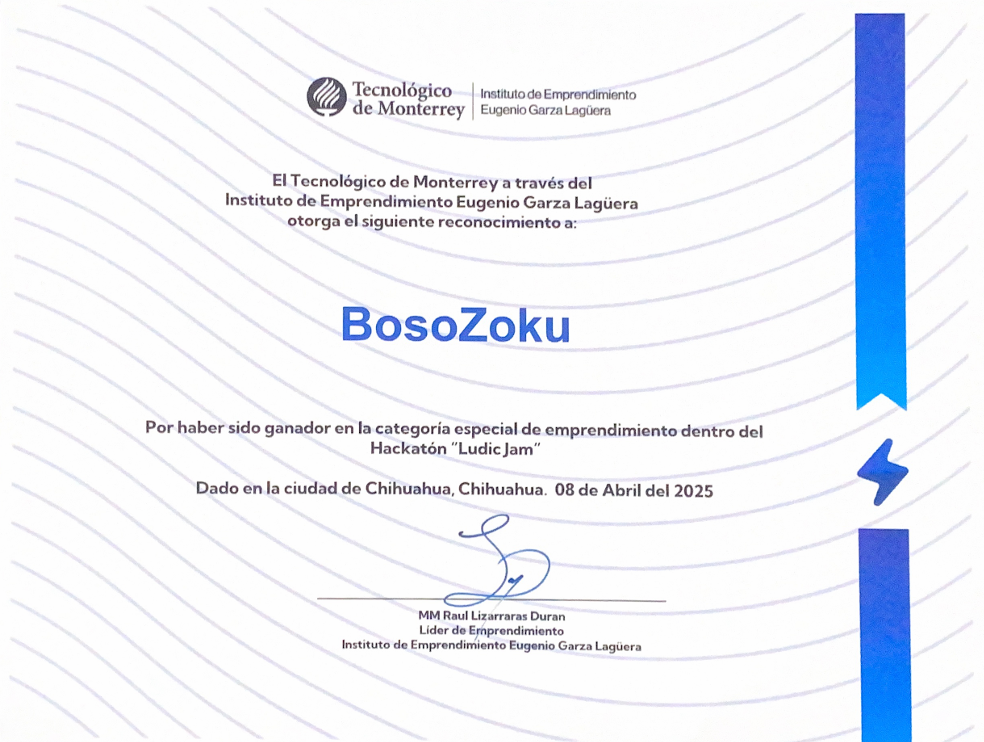 Tecnológico
de Monterrey
Instituto de Emprendimiento
Eugenio Garza Lagüera
El Tecnológico de Monterrey a través del
Instituto de Emprendimiento Eugenio Garza Lagüera
otorga el siguiente reconocimiento a:
BosoZoku
Por haber sido ganador en la categoría especial de emprendimiento dentro del
Hackatón "Ludic Jam"
Dado en la ciudad de Chihuahua, Chihuahua. 08 de Abril del 2025
MM Raul Lizarraras Duran
Líder de Emprendimiento
Instituto de Emprendimiento Eugenio Garza Lagüera